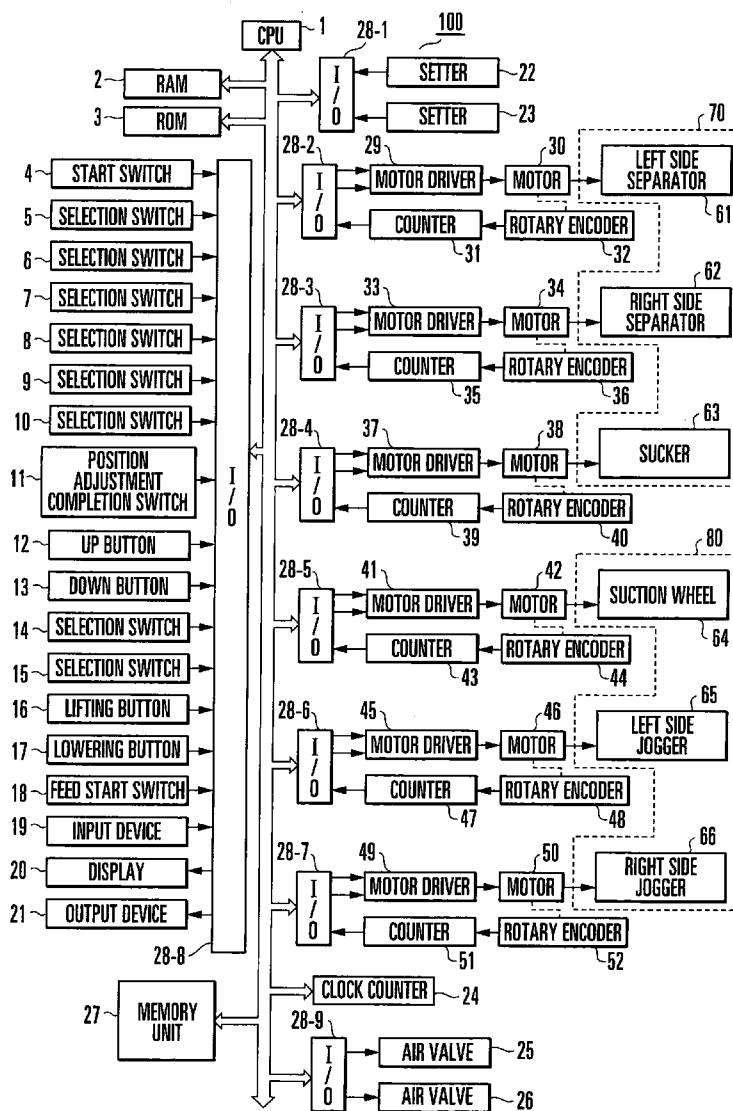 100
1
CPU
28-1
I/O
SETTER
22
SETTER
23
2
RAM
3
ROM
4
START SWITCH
5
SELECTION SWITCH
6
SELECTION SWITCH
7
SELECTION SWITCH
8
SELECTION SWITCH
9
SELECTION SWITCH
10
SELECTION SWITCH
11
POSITION
ADJUSTMENT
COMPLETION SWITCH
12
UP BUTTON
13
DOWN BUTTON
14
SELECTION SWITCH
15
SELECTION SWITCH
16
LIFTING BUTTON
17
LOWERING BUTTON
18
FEED START SWITCH
19
INPUT DEVICE
20
DISPLAY
21
OUTPUT DEVICE
I/O
28-8
27
MEMORY
UNIT
28-2
I/O
29
MOTOR DRIVER
30
MOTOR
70
LEFT SIDE
SEPARATOR
61
COUNTER
31
ROTARY ENCODER
32
28-3
I/O
33
MOTOR DRIVER
34
MOTOR
62
RIGHT SIDE
SEPARATOR
COUNTER
35
ROTARY ENCODER
36
28-4
I/O
37
MOTOR DRIVER
38
MOTOR
63
SUCKER
COUNTER
39
ROTARY ENCODER
40
28-5
I/O
41
MOTOR DRIVER
42
MOTOR
80
SUCTION WHEEL
64
COUNTER
43
ROTARY ENCODER
44
28-6
I/O
45
MOTOR DRIVER
46
MOTOR
65
LEFT SIDE
JOGGER
COUNTER
47
ROTARY ENCODER
48
28-7
I/O
49
MOTOR DRIVER
50
MOTOR
66
RIGHT SIDE
JOGGER
COUNTER
51
ROTARY ENCODER
52
CLOCK COUNTER
24
28-9
I/O
AIR VALVE
25
AIR VALVE
26